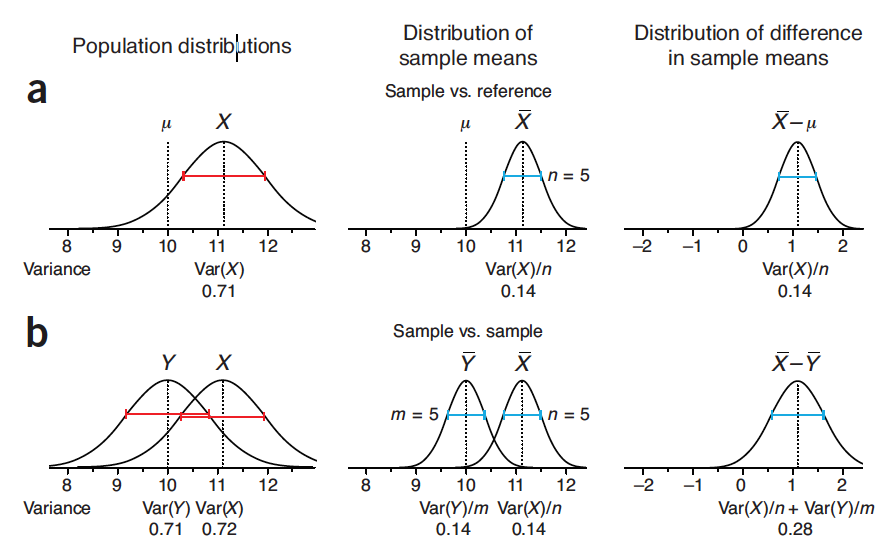 Population distributions
Distribution of
sample means
Distribution of difference
in sample means
a
Sample vs. reference
μ X
μ X̅
X̅ – μ
n = 5
8 9 10 11 12
8 9 10 11 12
–2 –1 0 1 2
Variance
Var(X)
0.71
Var(X)/n
0.14
Var(X)/n
0.14
b
Sample vs. sample
Y X
Y̅ X̅
X̅ – Y̅
m = 5
n = 5
8 9 10 11 12
8 9 10 11 12
–2 –1 0 1 2
Variance
Var(Y) Var(X)
0.71 0.72
Var(Y)/m Var(X)/n
0.14 0.14
Var(X)/n + Var(Y)/m
0.28